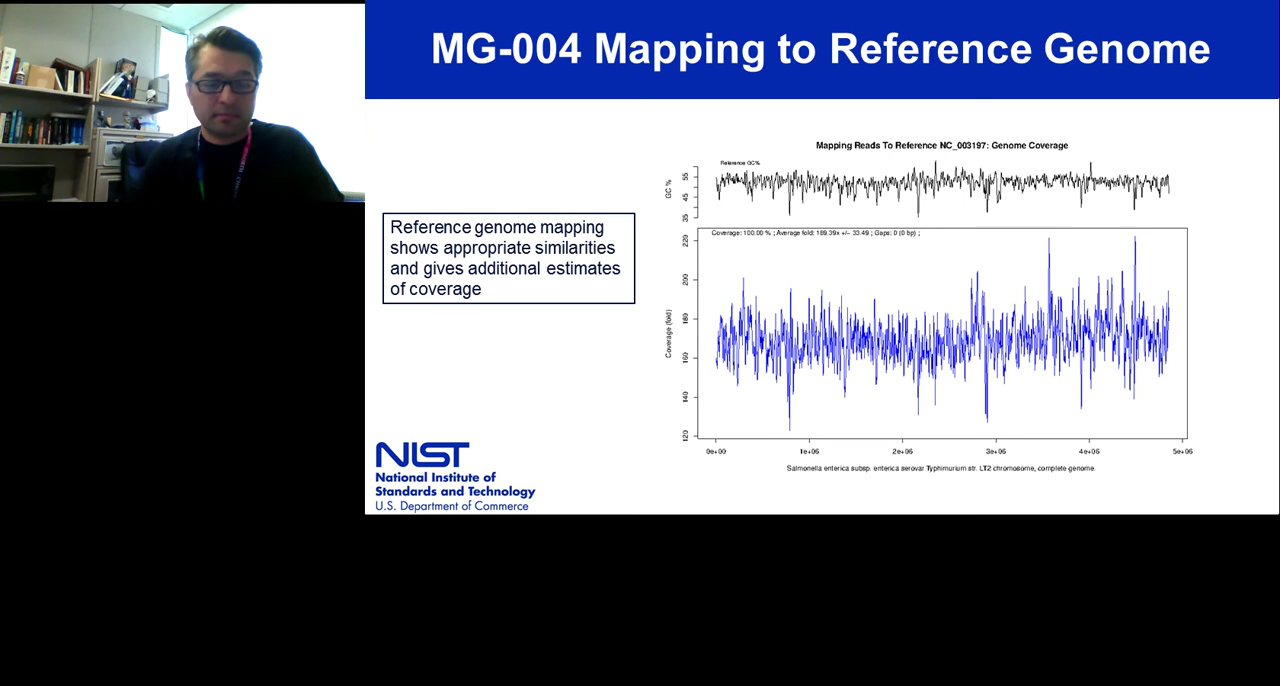 MG-004 Mapping to Reference Genome
Reference genome mapping
shows appropriate similarities
and gives additional estimates
of coverage
Mapping Reads To Reference NC_003197: Genome Coverage
Reference GC%
GC %
55
45
35
Coverage: 100.00 % ; Average fold: 169.39x +/- 33.49 ; Gaps: 0 (0 bp) ;
Coverage (fold)
220
200
180
160
140
120
0e+00 1e+06 2e+06 3e+06 4e+06 5e+06
Salmonella enterica subsp. enterica serovar Typhimurium str. LT2 chromosome, complete genome.
NIST
National Institute of
Standards and Technology
U.S. Department of Commerce